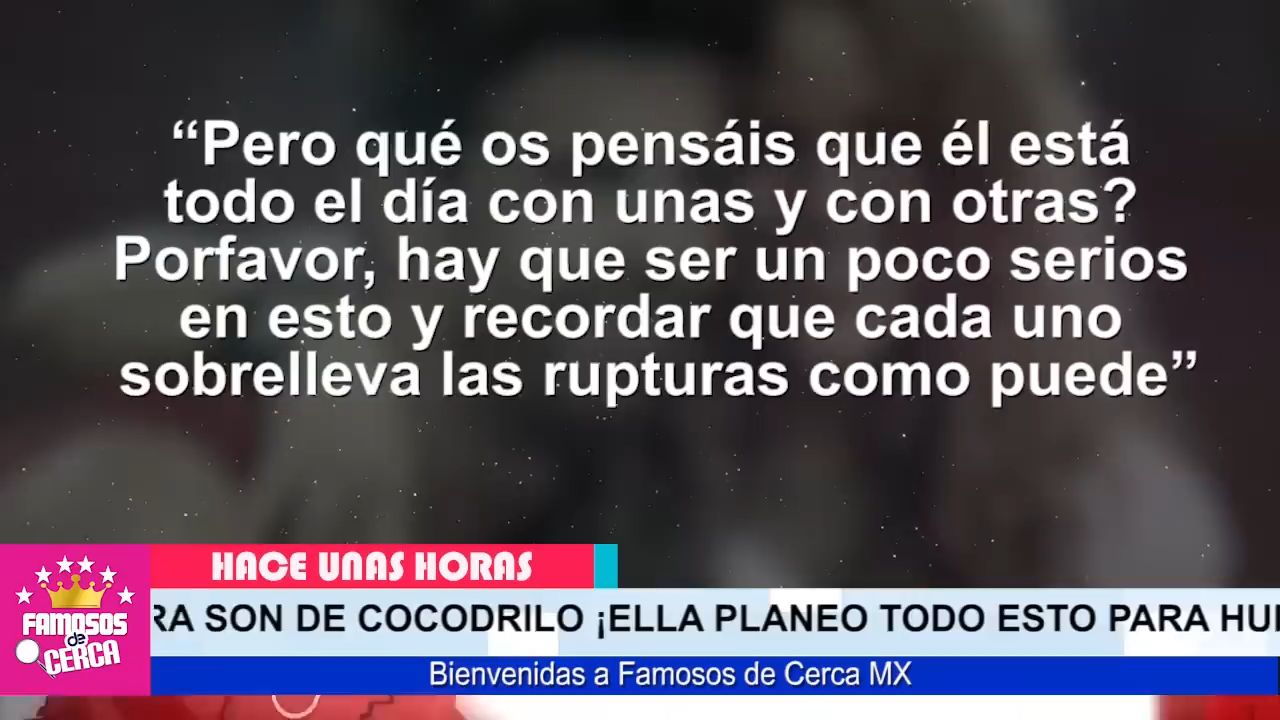 “Pero qué os pensáis que él está
todo el día con unas y con otras?
Porfavor, hay que ser un poco serios
en esto y recordar que cada uno
sobrelleva las rupturas como puede”
HACE UNAS HORAS
FAMOSOS
de
CERCA
SON DE COCODRILO ¡ELLA PLANEO TODO ESTO PARA
Bienvenidas a Famosos de Cerca MX